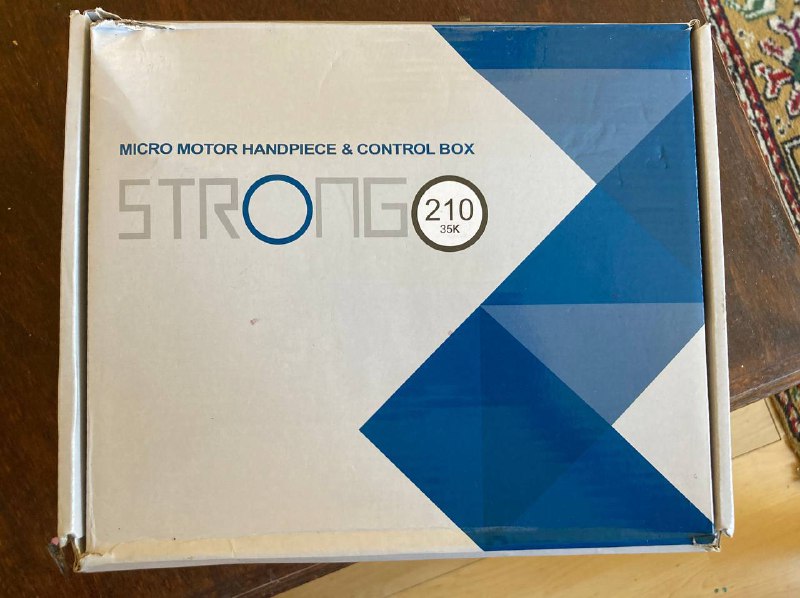 MICRO MOTOR HANDPIECE & CONTROL BOX
STRONG 210
35K